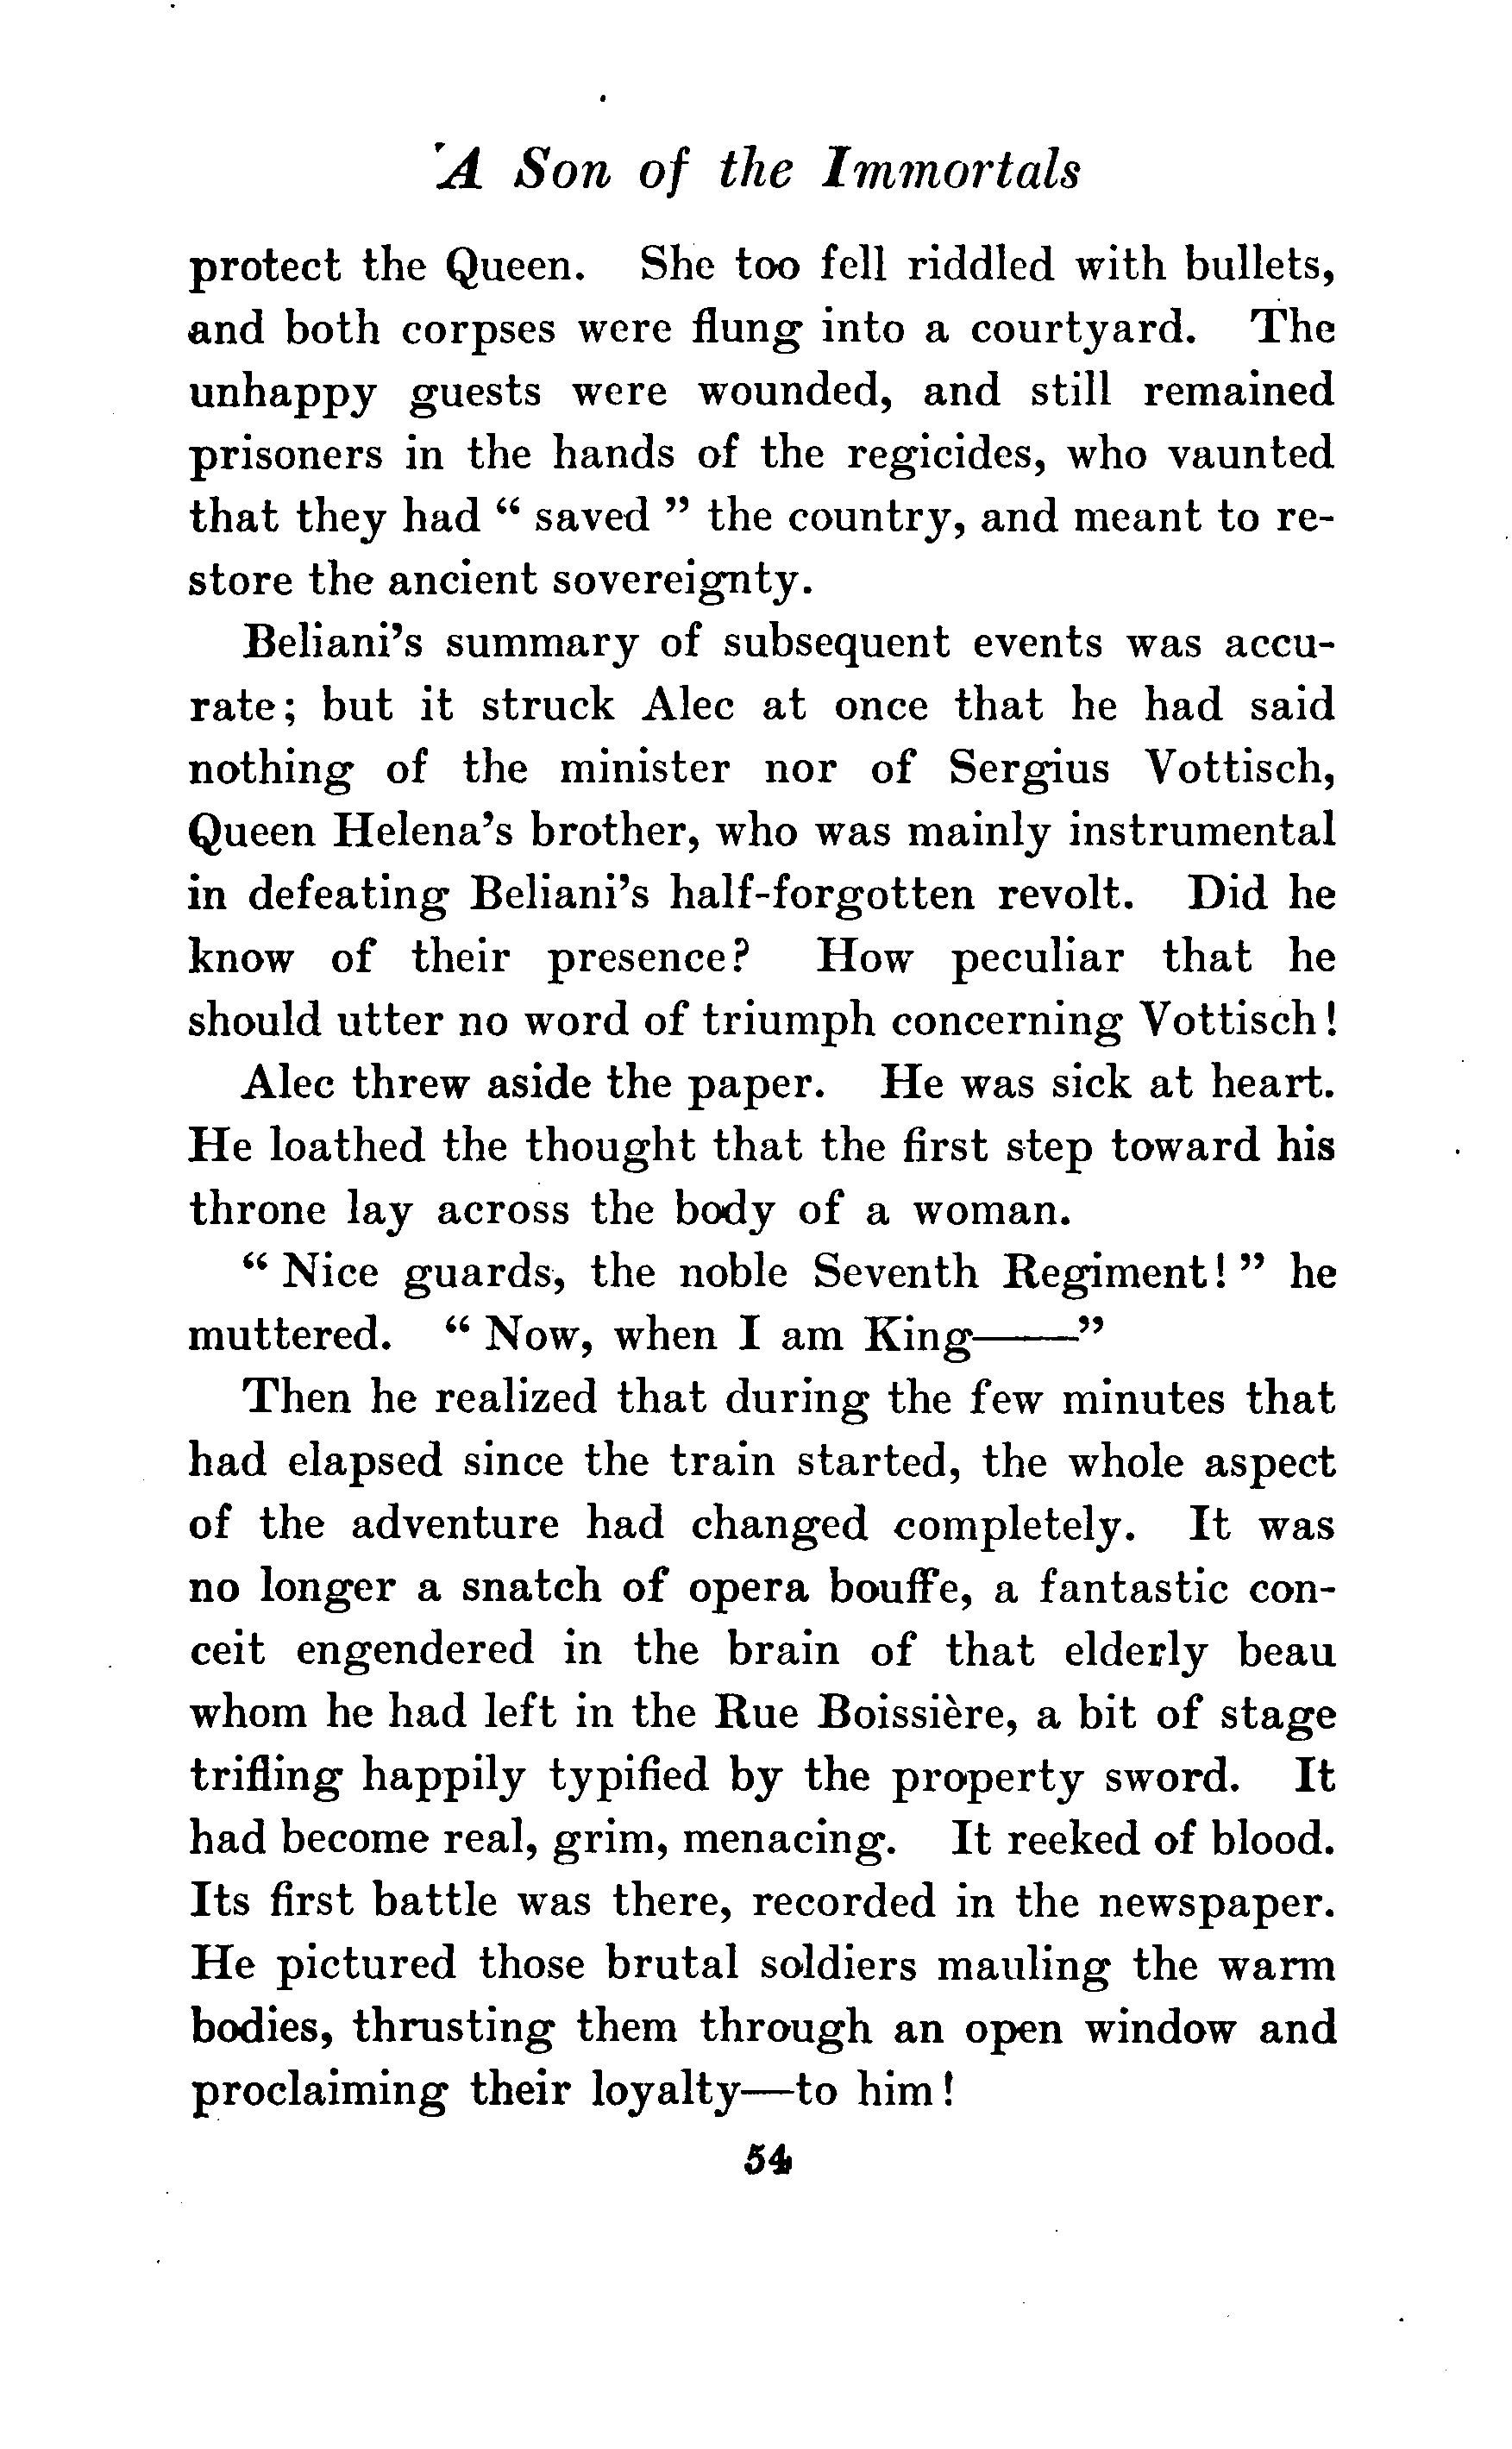 A Son of the Immortals
protect the Queen. She too fell riddled with bullets,
and both corpses were flung into a courtyard. The
unhappy guests were wounded, and still remained
prisoners in the hands of the regicides, who vaunted
that they had “ saved ” the country, and meant to re-
store the ancient sovereignty.
Beliani’s summary of subsequent events was accu-
rate; but it struck Alec at once that he had said
nothing of the minister nor of Sergius Vottisch,
Queen Helena’s brother, who was mainly instrumental
in defeating Beliani’s half-forgotten revolt. Did he
know of their presence? How peculiar that he
should utter no word of triumph concerning Vottisch!
Alec threw aside the paper. He was sick at heart.
He loathed the thought that the first step toward his
throne lay across the body of a woman.
“ Nice guards, the noble Seventh Regiment! ” he
muttered. “ Now, when I am King——”
Then he realized that during the few minutes that
had elapsed since the train started, the whole aspect
of the adventure had changed completely. It was
no longer a snatch of opera bouffe, a fantastic con-
ceit engendered in the brain of that elderly beau
whom he had left in the Rue Boissière, a bit of stage
trifling happily typified by the property sword. It
had become real, grim, menacing. It reeked of blood.
Its first battle was there, recorded in the newspaper.
He pictured those brutal soldiers mauling the warm
bodies, thrusting them through an open window and
proclaiming their loyalty—to him!
54